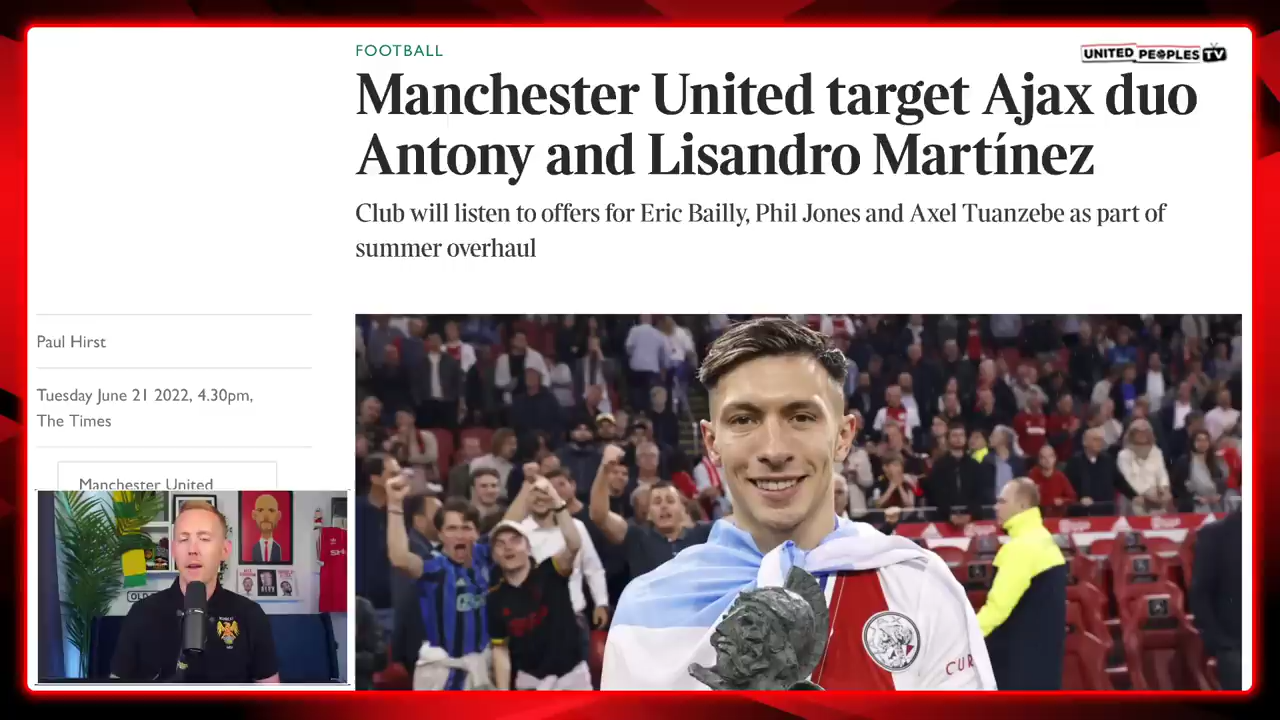 FOOTBALL
UNITED PEOPLES TV
Manchester United target Ajax duo
Antony and Lisandro Martínez
Club will listen to offers for Eric Bailly, Phil Jones and Axel Tuanzebe as part of
summer overhaul
Paul Hirst
Tuesday June 21 2022, 4.30pm,
The Times
Manchester United
CUR